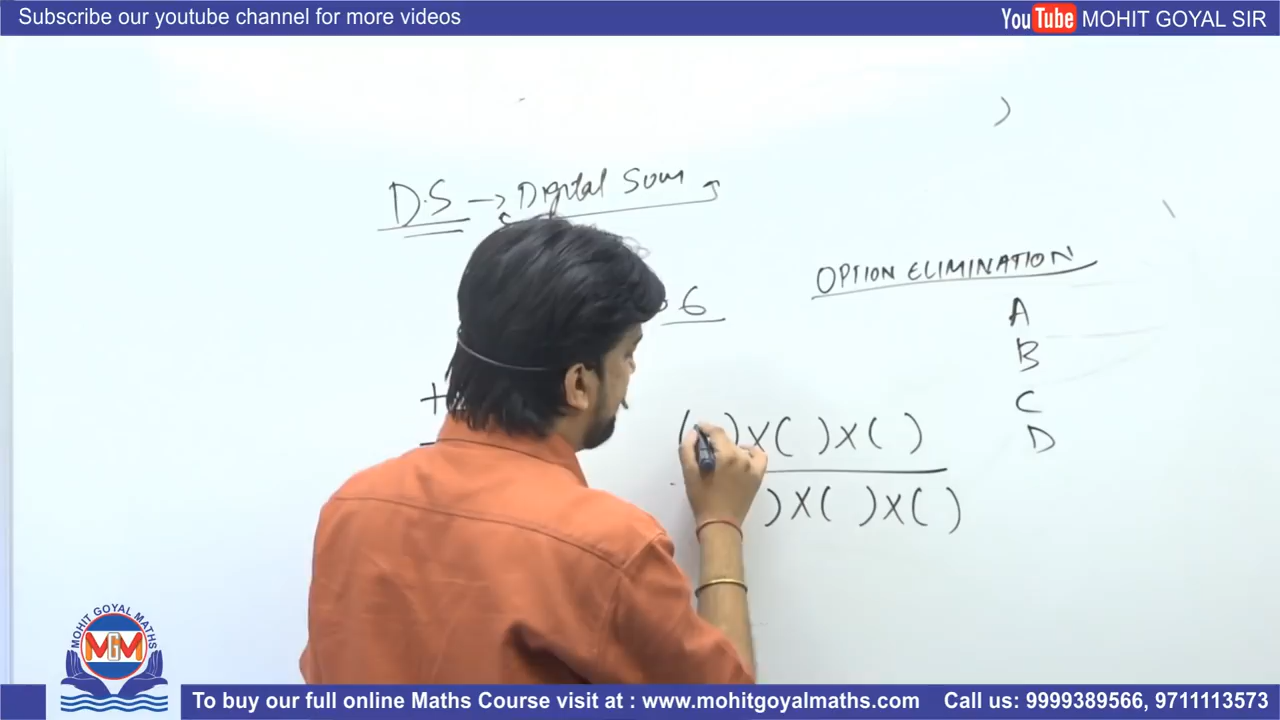 Subscribe our youtube channel for more videos
YouTube MOHIT GOYAL SIR
D.S → Digital Sum
6
OPTION ELIMINATION
A
B
C
D
+
( ) X ( ) X ( )
) X ( ) X ( )
MOHIT GOYAL MATHS
MGM
To buy our full online Maths Course visit at : www.mohitgoyalmaths.com Call us: 9999389566, 9711113573